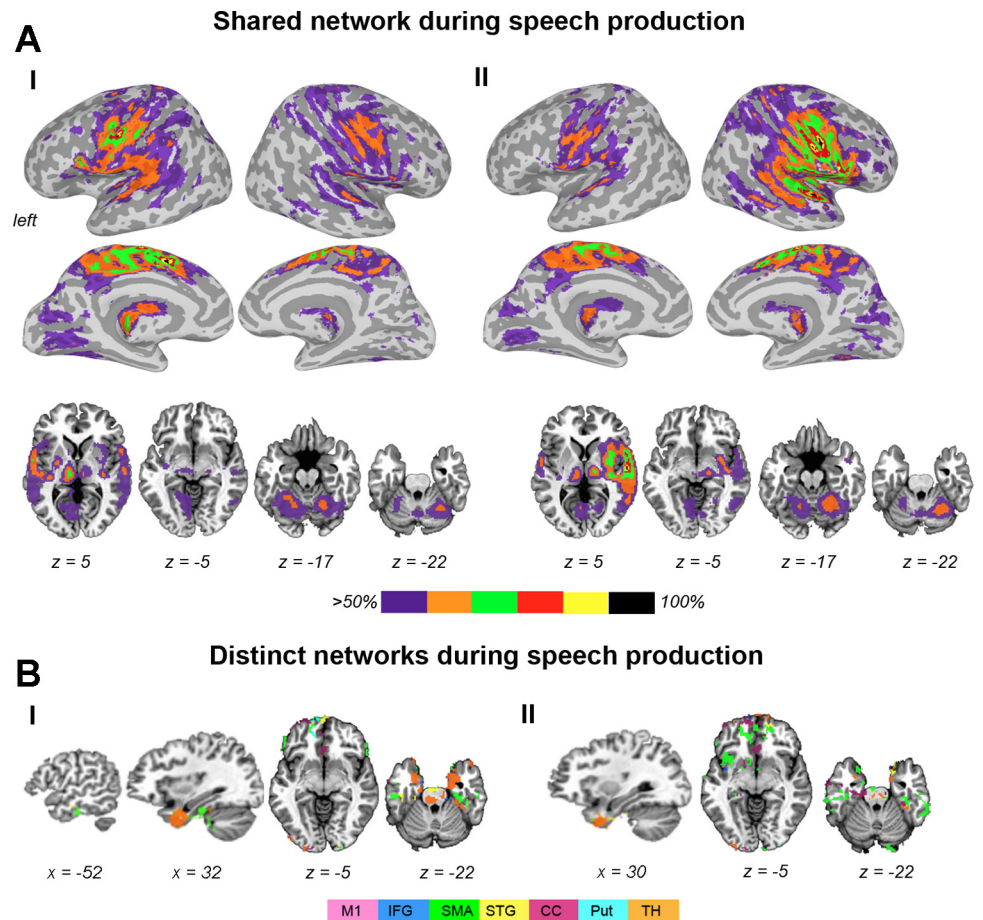 Shared network during speech production
A
I
II
left
z = 5
z = -5
z = -17
z = -22
z = 5
z = -5
z = -17
z = -22
>50%
100%
Distinct networks during speech production
B
I
II
x = -52
x = 32
z = -5
z = -22
x = 30
z = -5
z = -22
M1 IFG SMA STG CC Put TH